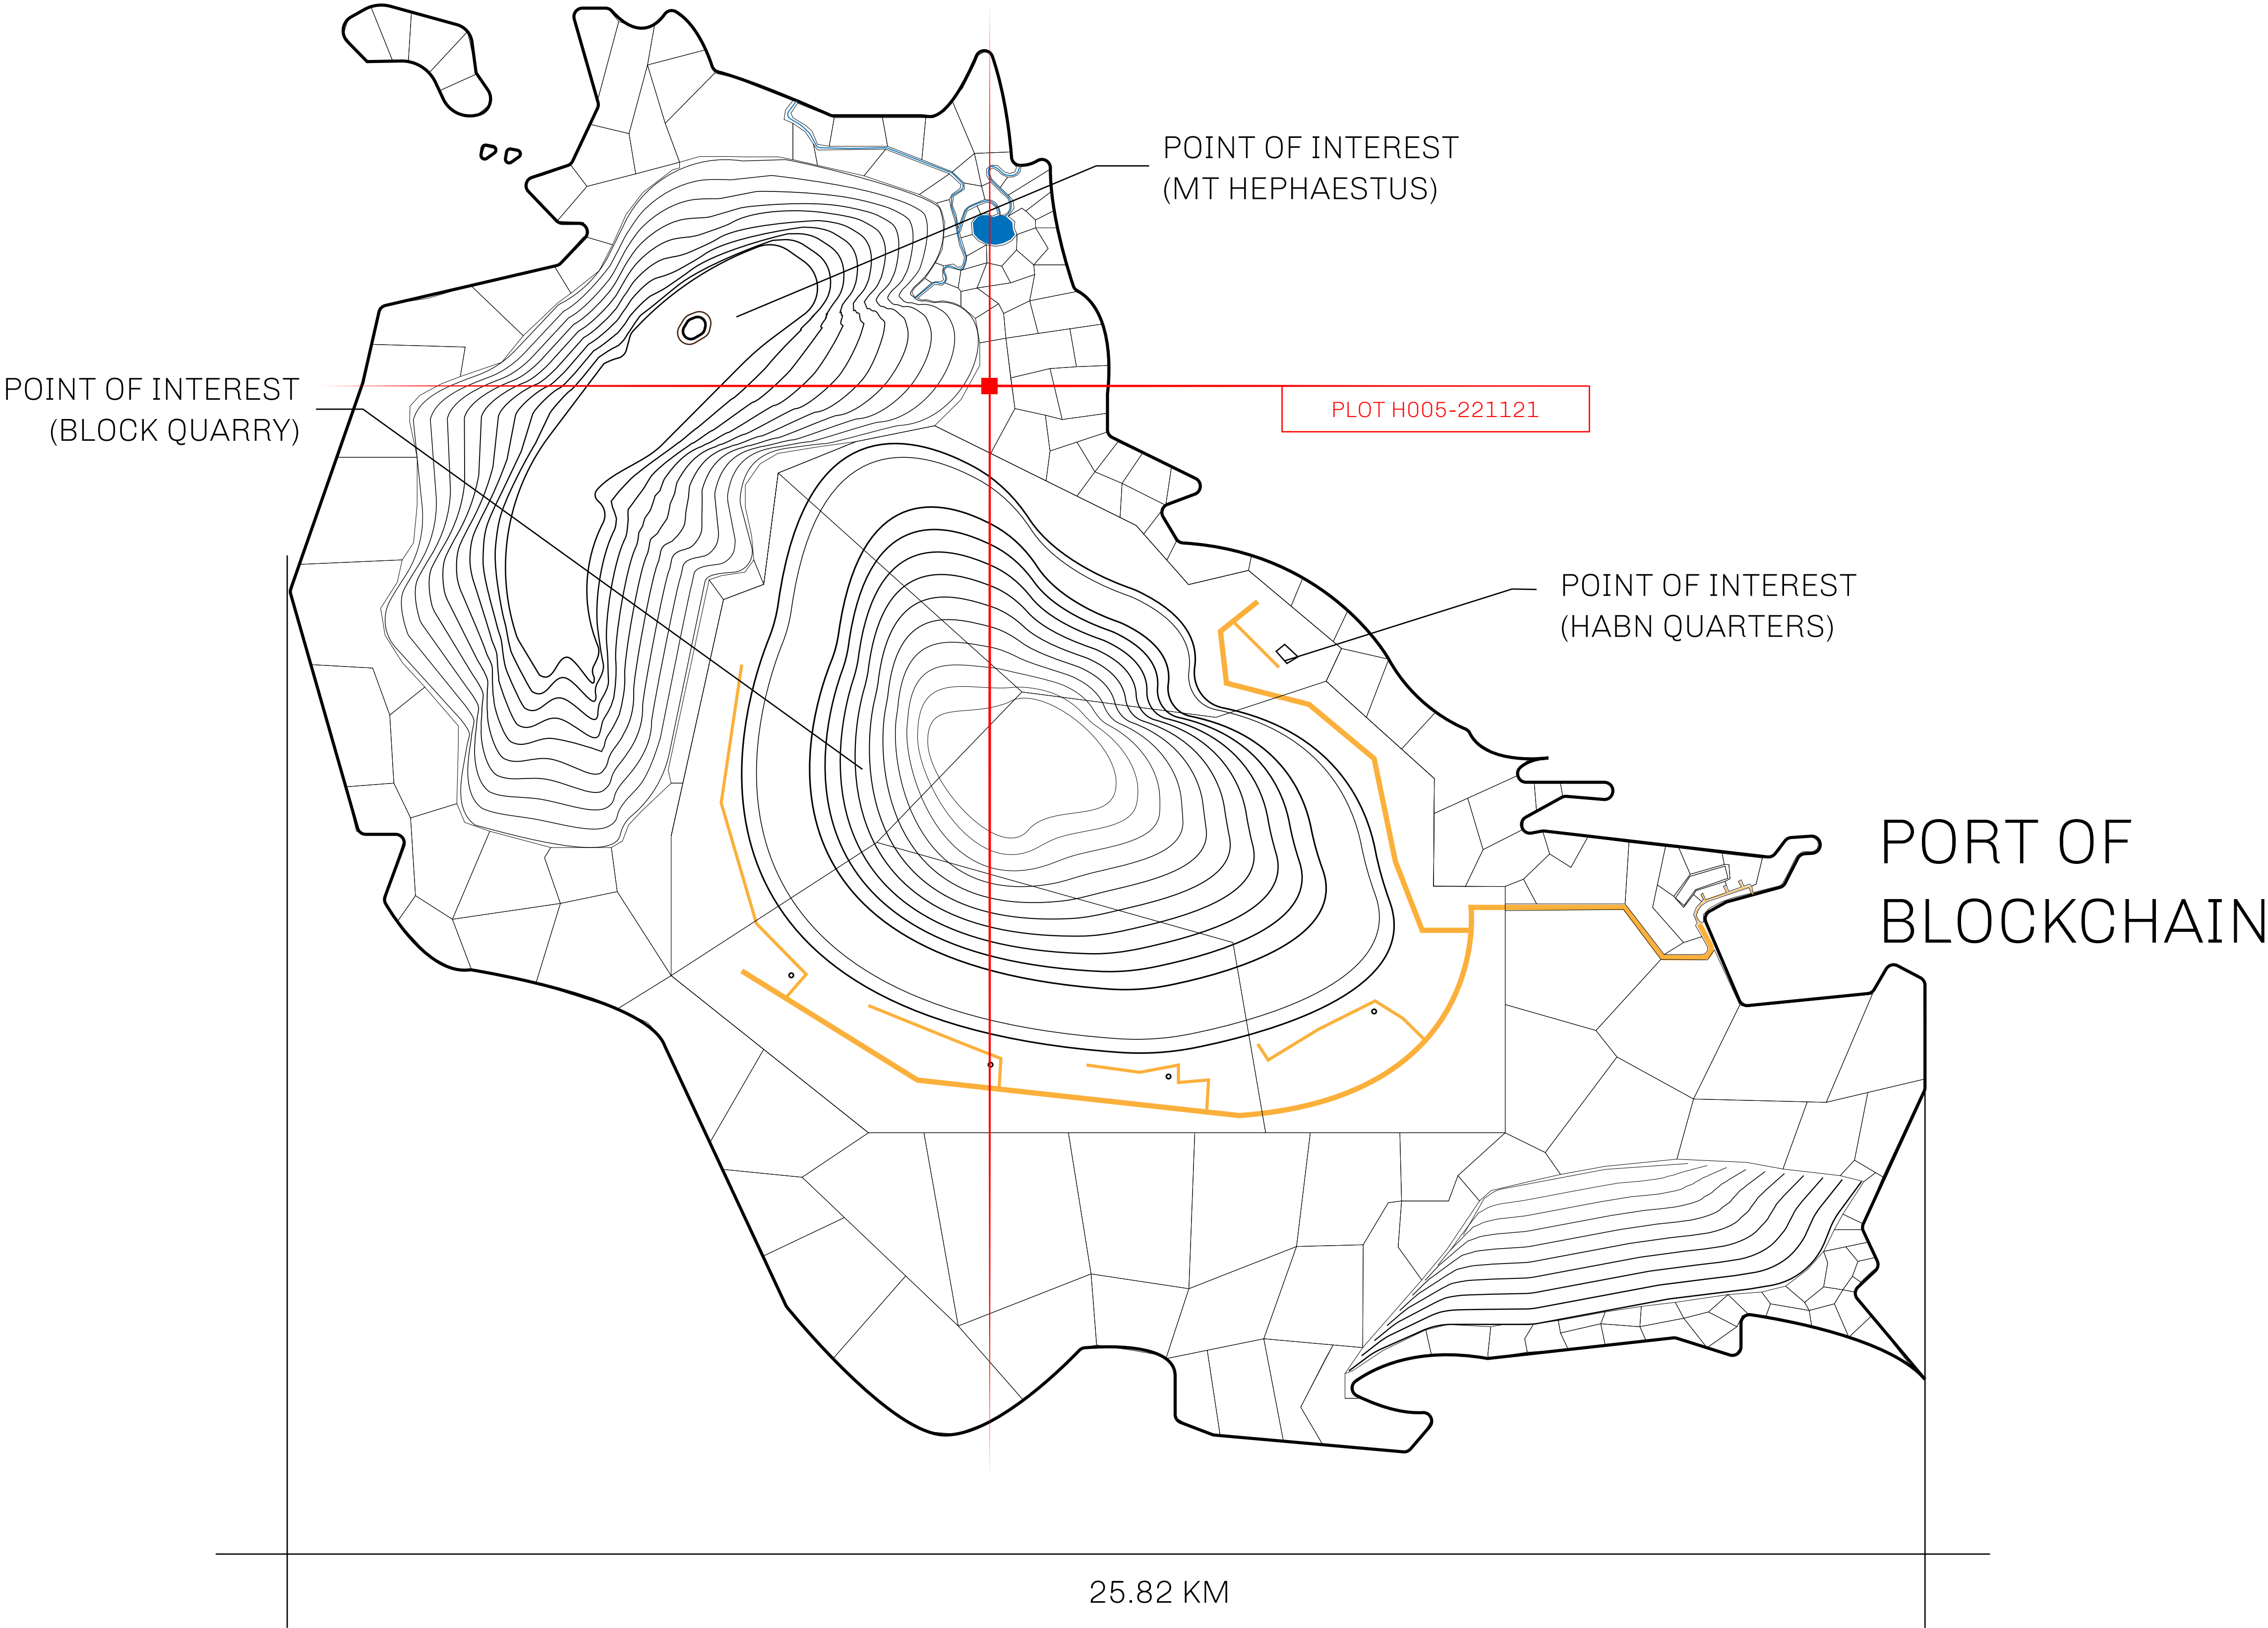 POINT OF INTEREST
(MT HEPHAESTUS)
POINT OF INTEREST
(BLOCK QUARRY)
PLOT H005-221121
POINT OF INTEREST
(HABN QUARTERS)
PORT OF
BLOCKCHAIN
25.82 KM